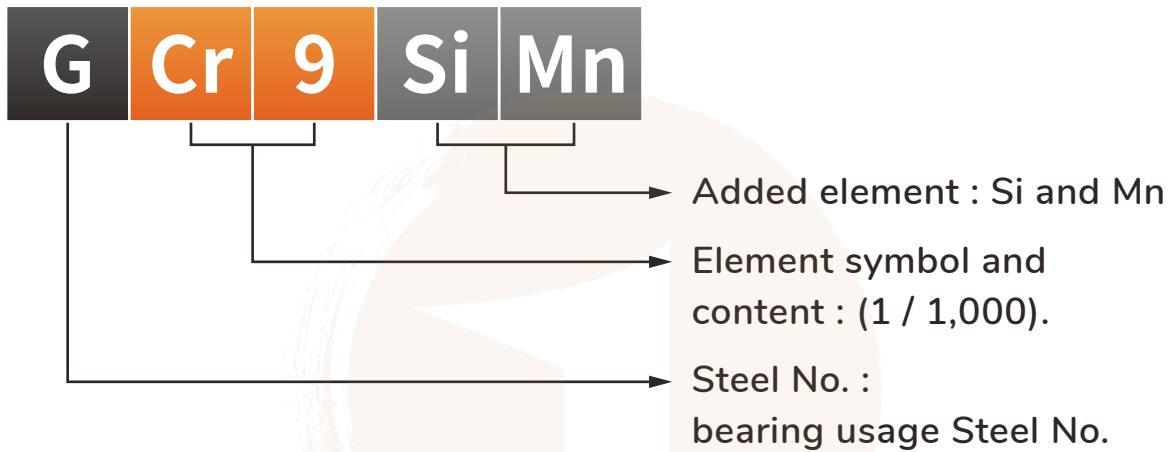 G Cr 9 Si Mn
Added element : Si and Mn
Element symbol and
content : (1 / 1,000).
Steel No. :
bearing usage Steel No.